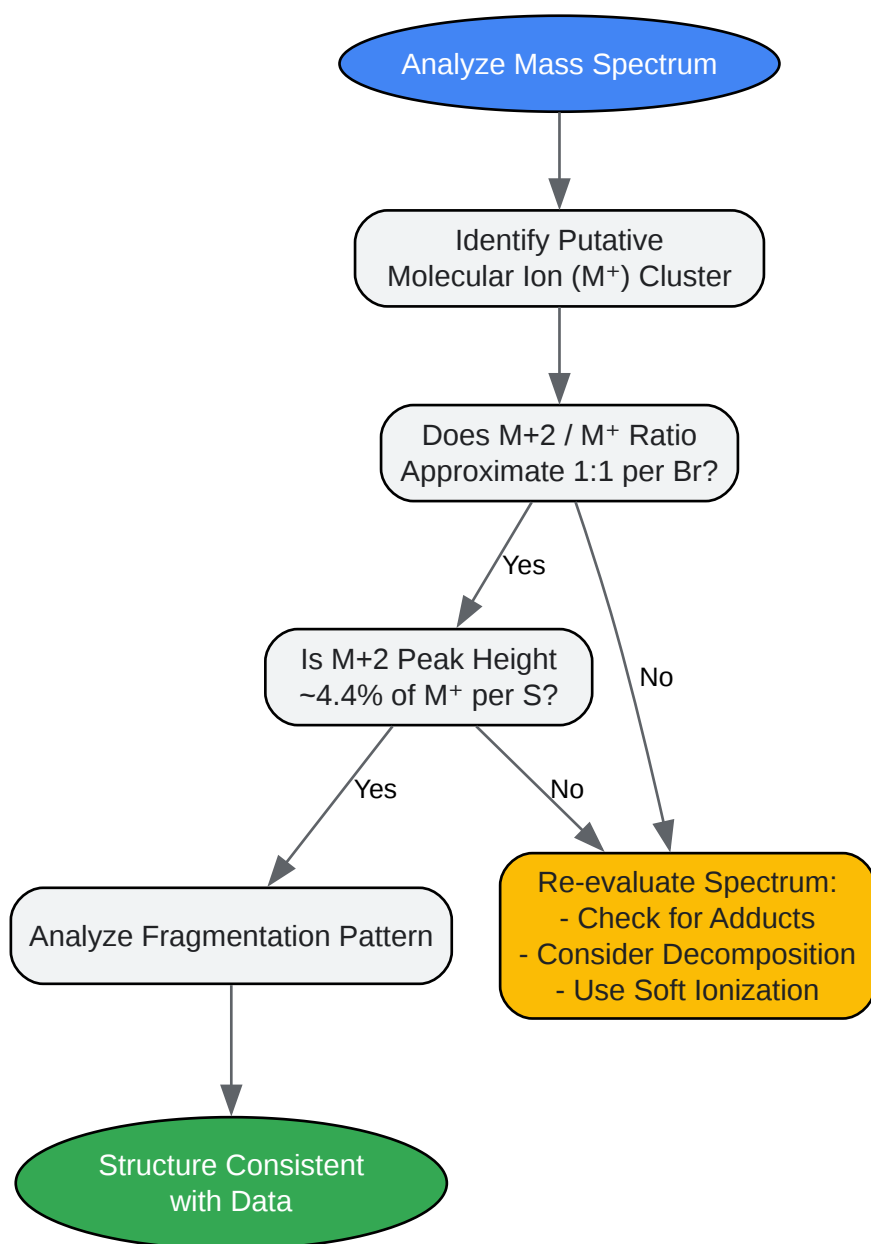 Analyze Mass Spectrum
Identify Putative
Molecular Ion (M⁺) Cluster
Does M+2 / M⁺ Ratio
Approximate 1:1 per Br?
Yes
No
Is M+2 Peak Height
~4.4% of M⁺ per S?
Yes
No
Analyze Fragmentation Pattern
Re-evaluate Spectrum:
- Check for Adducts
- Consider Decomposition
- Use Soft Ionization
Structure Consistent
with Data